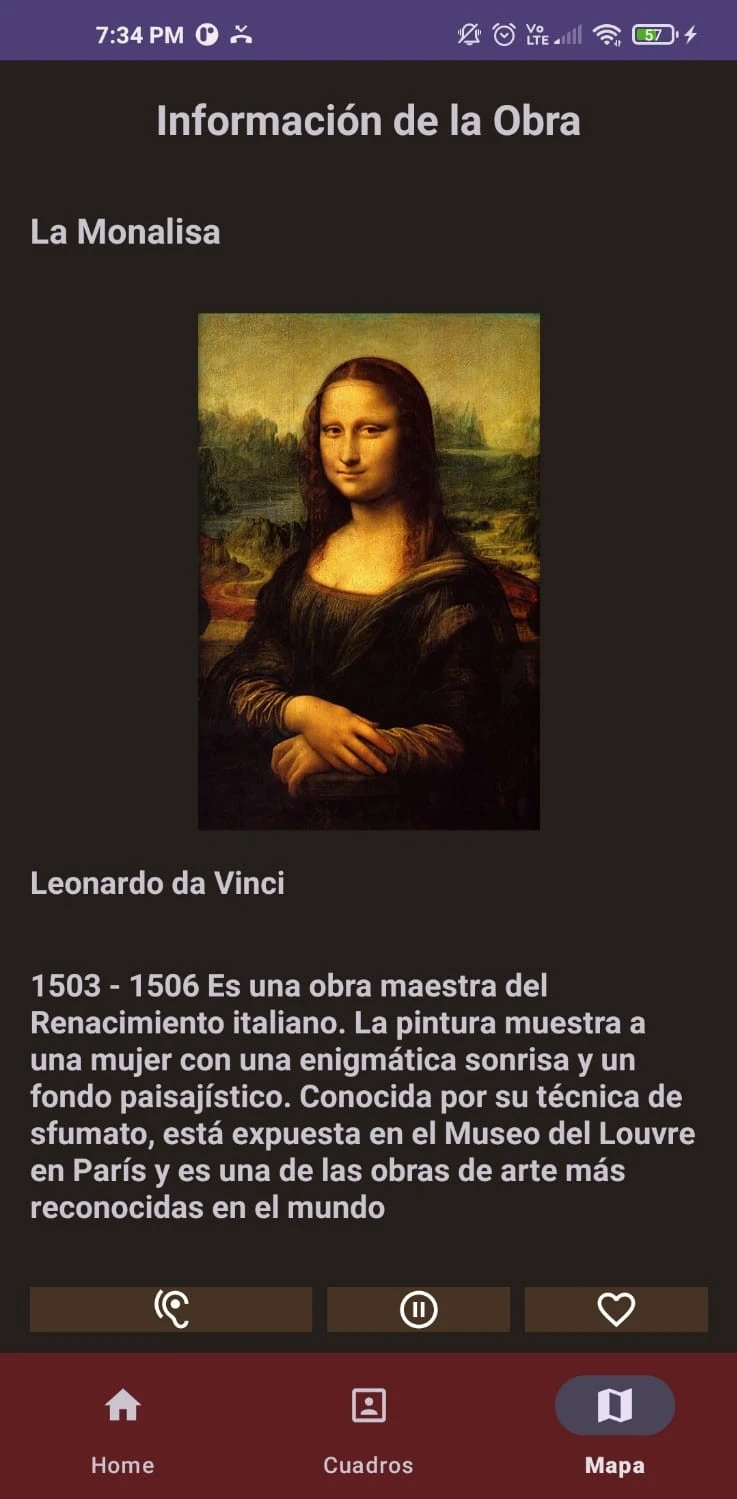 7:34 PM
Vo
LTE
57
Información de la Obra
La Monalisa
Leonardo da Vinci
1503 - 1506 Es una obra maestra del
Renacimiento italiano. La pintura muestra a
una mujer con una enigmática sonrisa y un
fondo paisajístico. Conocida por su técnica de
sfumato, está expuesta en el Museo del Louvre
en París y es una de las obras de arte más
reconocidas en el mundo
Home
Cuadros
Mapa